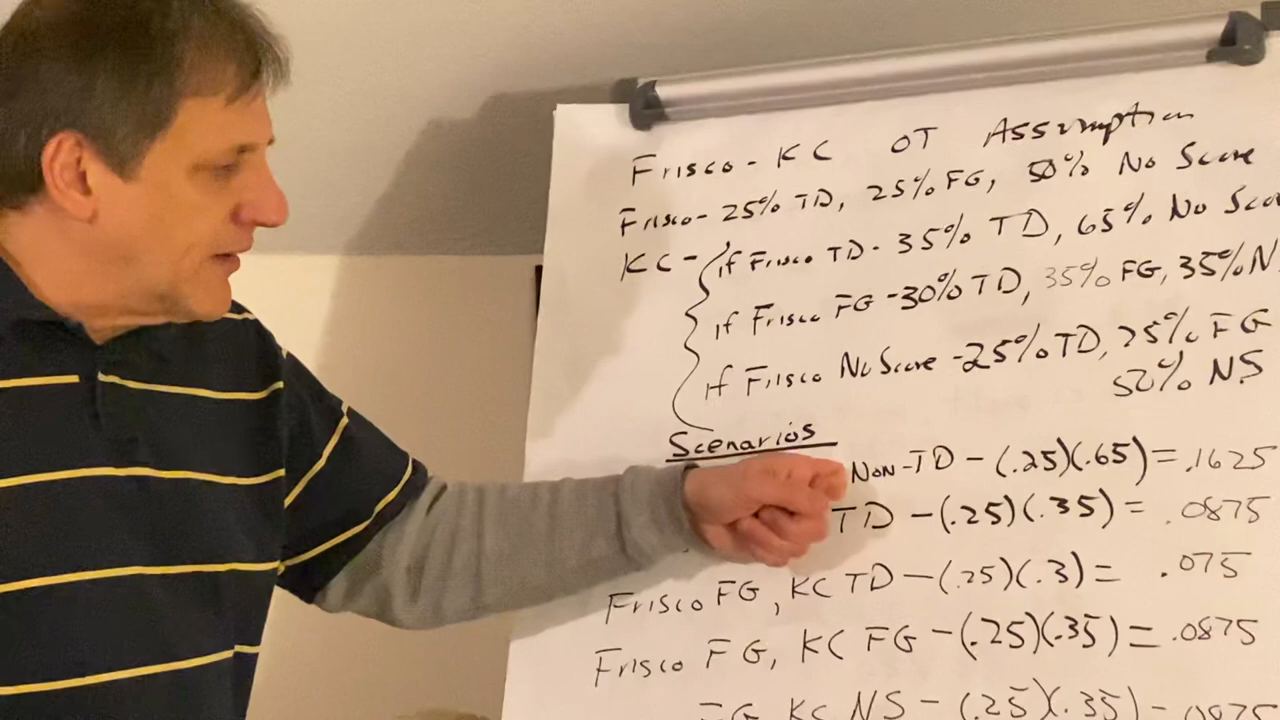 Frisco - KC OT Assumption
Frisco - 25% TD, 25% FG, 50% No Score
KC - if Frisco TD - 35% TD, 65% No Sco
if Frisco FG - 30% TD, 35% FG, 35% N
if Frisco No Score - 25% TD, 25% FG
50% NS
Scenarios
Non-TD - (.25)(.65) = .1625
TD - (.25)(.35) = .0875
Frisco FG, KC TD - (.25)(.3) = .075
Frisco FG, KC FG - (.25)(.35) = .0875
FG, KC NS - (.25)(.35) - .0875